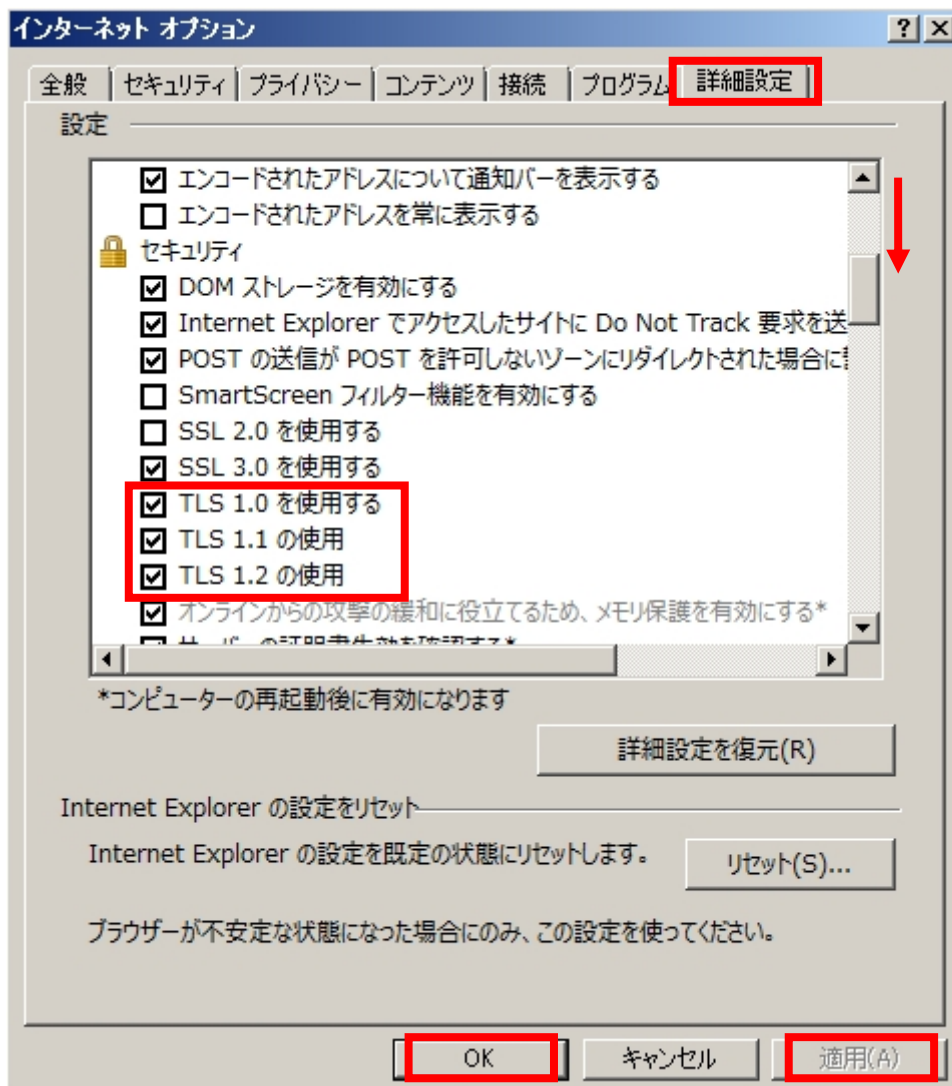 インターネット オプション
全般 セキュリティ プライバシー コンテンツ 接続 プログラム 詳細設定
設定
エンコードされたアドレスについて通知バーを表示する
エンコードされたアドレスを常に表示する
セキュリティ
DOM ストレージを有効にする
Internet Explorer でアクセスしたサイトに Do Not Track 要求を送
POST の送信が POST を許可しないゾーンにリダイレクトされた場合に
SmartScreen フィルター機能を有効にする
SSL 2.0 を使用する
SSL 3.0 を使用する
TLS 1.0 を使用する
TLS 1.1 の使用
TLS 1.2 の使用
オンラインからの攻撃の緩和に役立てるため、メモリ保護を有効にする*
サーバーの証明書失効を確認する*
*コンピューターの再起動後に有効になります
詳細設定を復元(R)
Internet Explorer の設定をリセット
Internet Explorer の設定を既定の状態にリセットします。
リセット(S)...
ブラウザーが不安定な状態になった場合にのみ、この設定を使ってください。
OK キャンセル 適用(A)